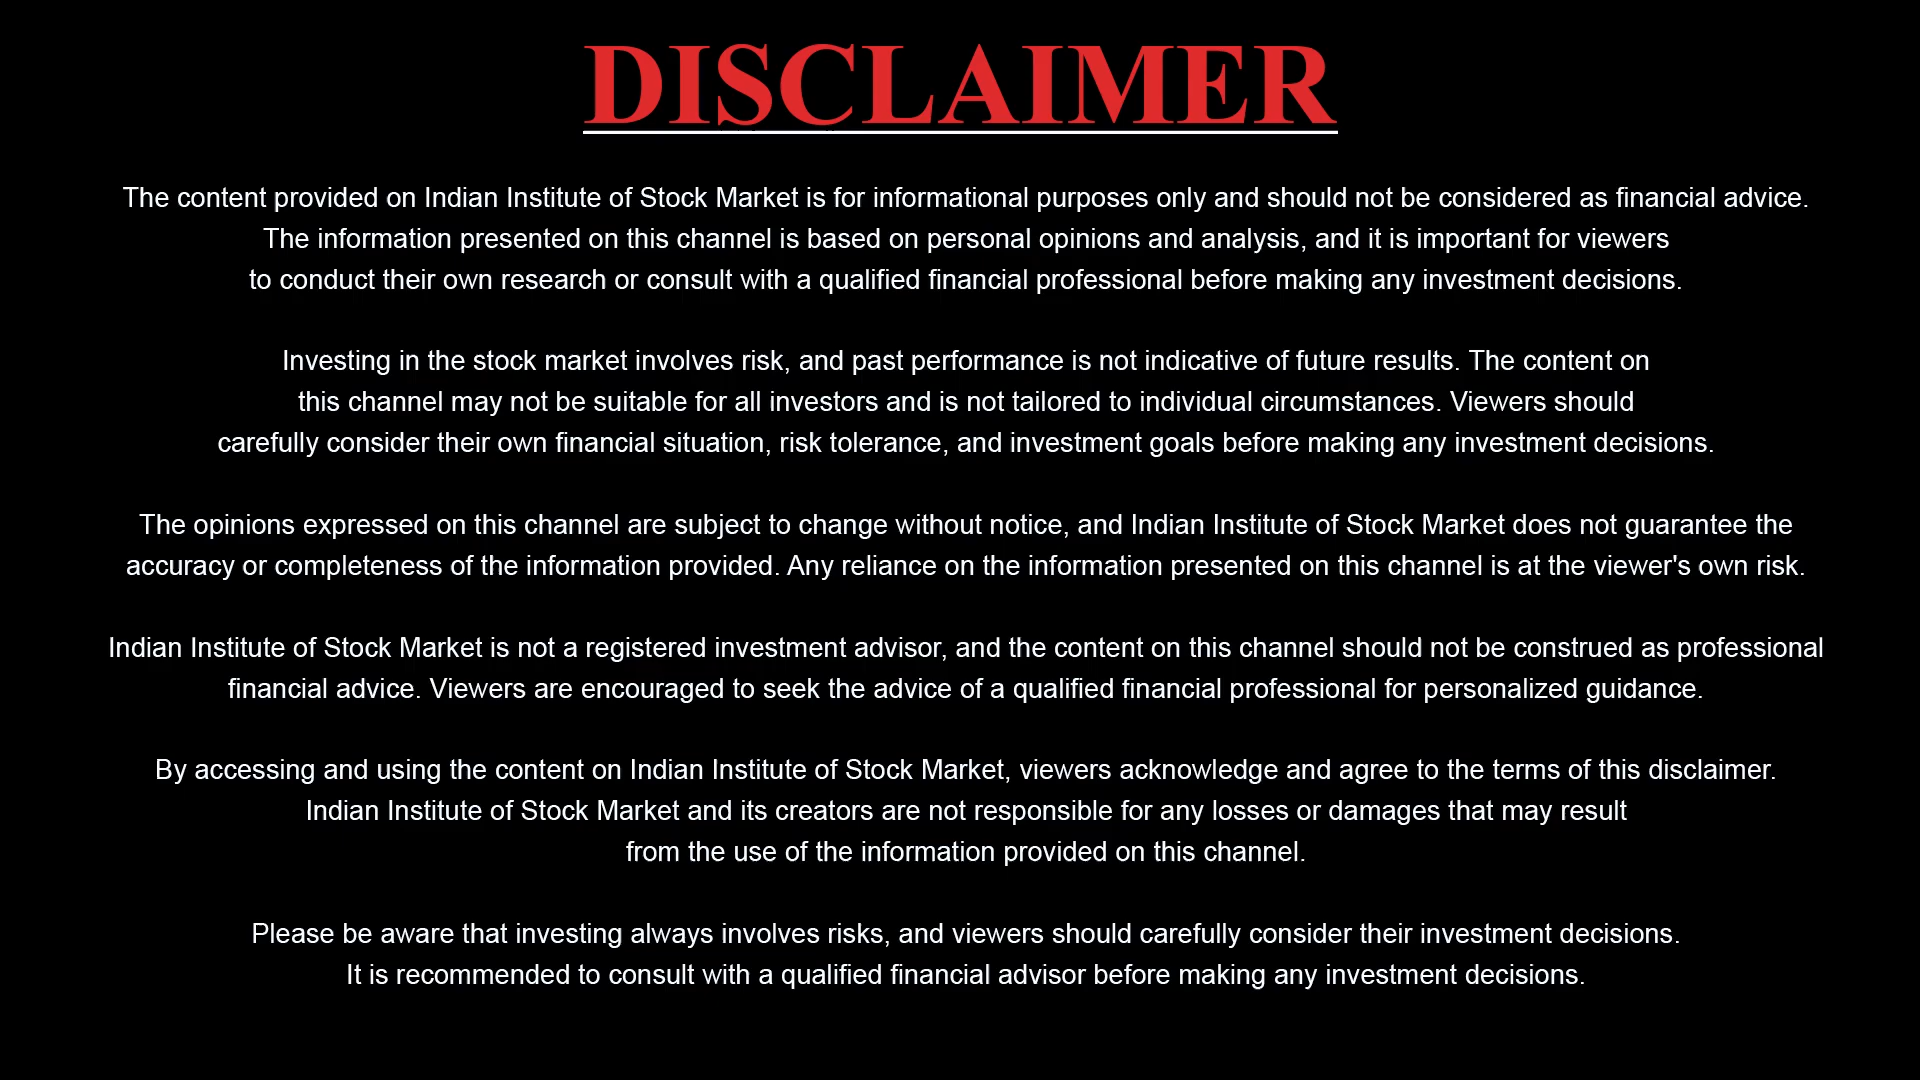 DISCLAIMER
The content provided on Indian Institute of Stock Market is for informational purposes only and should not be considered as financial advice.
The information presented on this channel is based on personal opinions and analysis, and it is important for viewers
to conduct their own research or consult with a qualified financial professional before making any investment decisions.
Investing in the stock market involves risk, and past performance is not indicative of future results. The content on
this channel may not be suitable for all investors and is not tailored to individual circumstances. Viewers should
carefully consider their own financial situation, risk tolerance, and investment goals before making any investment decisions.
The opinions expressed on this channel are subject to change without notice, and Indian Institute of Stock Market does not guarantee the
accuracy or completeness of the information provided. Any reliance on the information presented on this channel is at the viewer's own risk.
Indian Institute of Stock Market is not a registered investment advisor, and the content on this channel should not be construed as professional
financial advice. Viewers are encouraged to seek the advice of a qualified financial professional for personalized guidance.
By accessing and using the content on Indian Institute of Stock Market, viewers acknowledge and agree to the terms of this disclaimer.
Indian Institute of Stock Market and its creators are not responsible for any losses or damages that may result
from the use of the information provided on this channel.
Please be aware that investing always involves risks, and viewers should carefully consider their investment decisions.
It is recommended to consult with a qualified financial advisor before making any investment decisions.